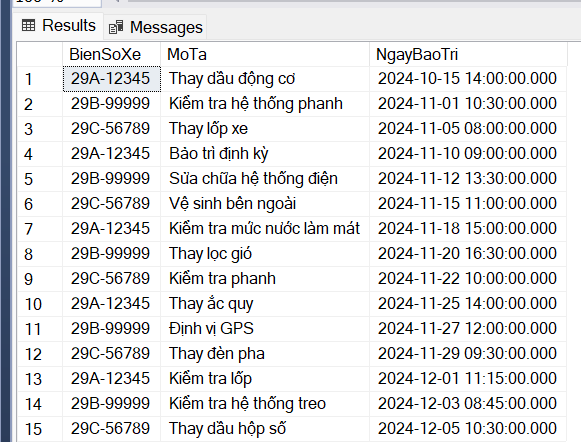 Results Messages
BienSoXe MoTa NgayBaoTri
1 29A-12345 Thay dầu động cơ 2024-10-15 14:00:00.000
2 29B-99999 Kiểm tra hệ thống phanh 2024-11-01 10:30:00.000
3 29C-56789 Thay lốp xe 2024-11-05 08:00:00.000
4 29A-12345 Bảo trì định kỳ 2024-11-10 09:00:00.000
5 29B-99999 Sửa chữa hệ thống điện 2024-11-12 13:30:00.000
6 29C-56789 Vệ sinh bên ngoài 2024-11-15 11:00:00.000
7 29A-12345 Kiểm tra mức nước làm mát 2024-11-18 15:00:00.000
8 29B-99999 Thay lọc gió 2024-11-20 16:30:00.000
9 29C-56789 Kiểm tra phanh 2024-11-22 10:00:00.000
10 29A-12345 Thay ắc quy 2024-11-25 14:00:00.000
11 29B-99999 Định vị GPS 2024-11-27 12:00:00.000
12 29C-56789 Thay đèn pha 2024-11-29 09:30:00.000
13 29A-12345 Kiểm tra lốp 2024-12-01 11:15:00.000
14 29B-99999 Kiểm tra hệ thống treo 2024-12-03 08:45:00.000
15 29C-56789 Thay dầu hộp số 2024-12-05 10:30:00.000